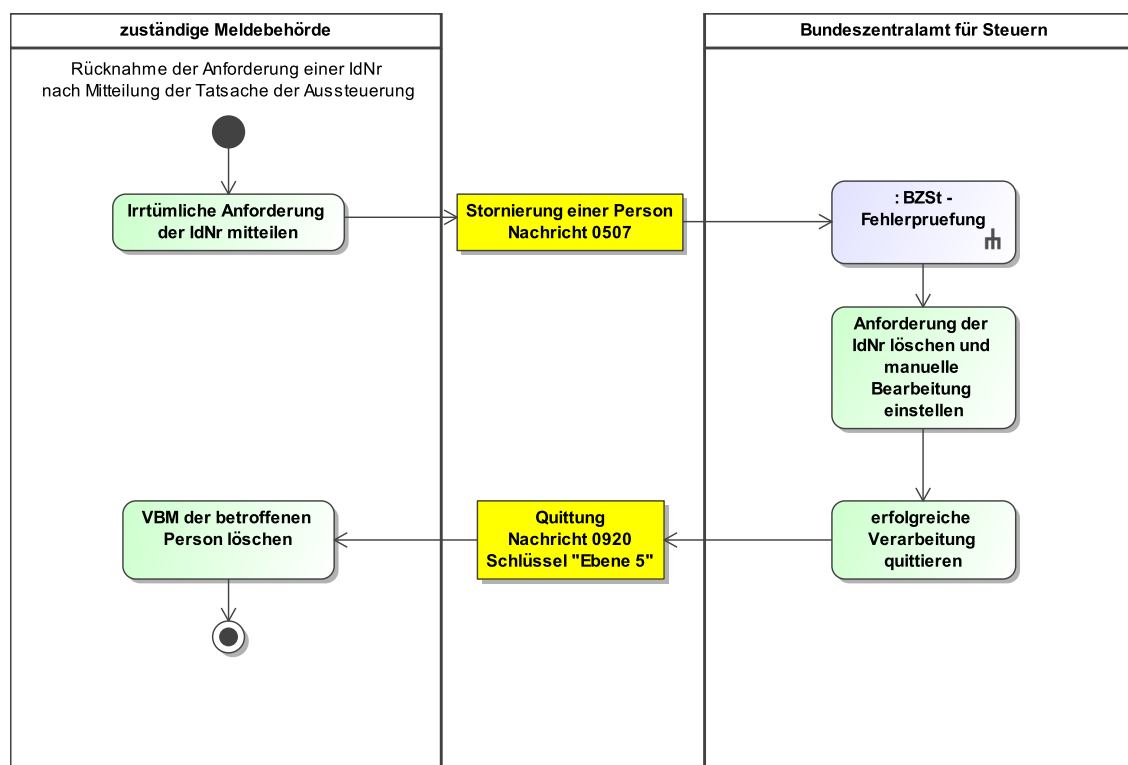 zuständige Meldebehörde
Bundeszentralamt für Steuern
Rücknahme der Anforderung einer IdNr
nach Mitteilung der Tatsache der Aussteuerung
Irrtümliche Anforderung
der IdNr mitteilen
Stornierung einer Person
Nachricht 0507
: BZSt -
Fehlerpruefung
Anforderung der
IdNr löschen und
manuelle
Bearbeitung
einstellen
erfolgreiche
Verarbeitung
quittieren
Quittung
Nachricht 0920
Schlüssel "Ebene 5"
VBM der betroffenen
Person löschen